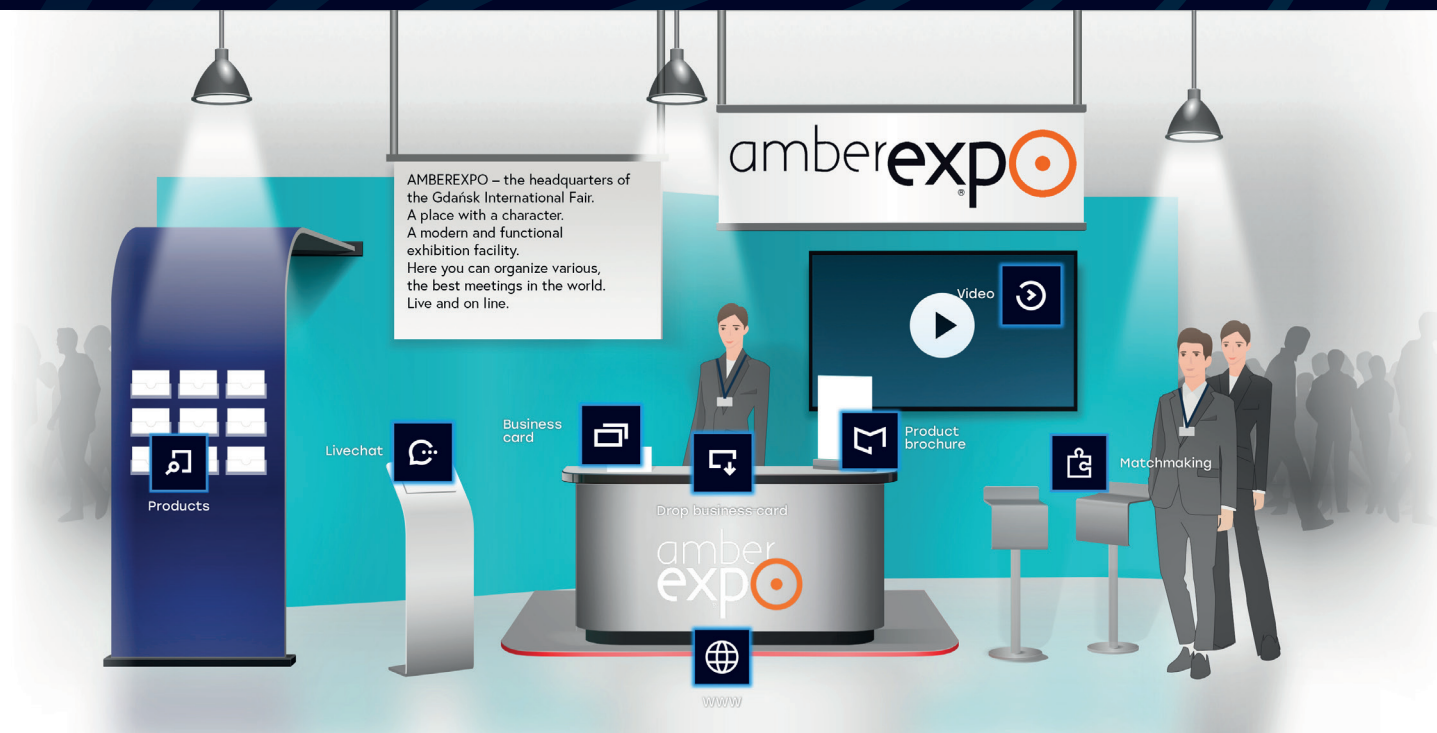 AMBEREXPO – the headquarters of
the Gdańsk International Fair.
A place with a character.
A modern and functional
exhibition facility.
Here you can organize various,
the best meetings in the world.
Live and on line.
amberexpo®
Video
Business
card
Product
brochure
Livechat
Matchmaking
Products
Drop business card
amber
expo
www